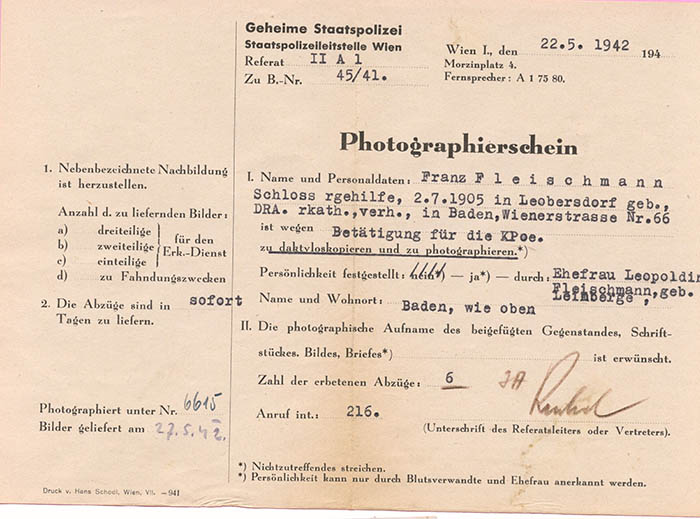 Geheime Staatspolizei
Staatspolizeileitstelle Wien
Referat II A 1
Zu B.-Nr. 45/41.
Wien I., den 22.5. 1942 194
Morzinplatz 4.
Fernsprecher: A 1 75 80.
Photographierschein
1. Nebenbezeichnete Nachbildung
ist herzustellen.
Anzahl d. zu liefernden Bilder:
a) dreiteilige
b) zweiteilige
c) einteilige
für den
Erk.-Dienst
d) zu Fahndungszwecken
2. Die Abzüge sind in sofort
Tagen zu liefern.
Photographiert unter Nr. 6615
Bilder geliefert am 27.5.42.
I. Name und Personaldaten: Franz Fleischmann
Schloss rgehilfe, 2.7.1905 in Leobersdorf geb.,
DRA. rkath.,verh., in Baden,Wienerstrasse Nr.66
ist wegen Betätigung für die KPoe.
zu daktyloskopieren und zu photographieren.*)
Persönlichkeit festgestellt: nein*) — ja*) — durch: Ehefrau Leopoldin
Fleischmann,geb.
Name und Wohnort: Leimberge,
Baden, wie oben
II. Die photographische Aufname des beigefügten Gegenstandes, Schrift-
stückes. Bildes, Briefes*) ist erwünscht.
Zahl der erbetenen Abzüge: 6
Anruf int.: 216.
(Unterschrift des Referatsleiters oder Vertreters).
*) Nichtzutreffendes streichen.
*) Persönlichkeit kann nur durch Blutsverwandte und Ehefrau anerkannt werden.
Druck v. Hans School, Wien, VII. —941